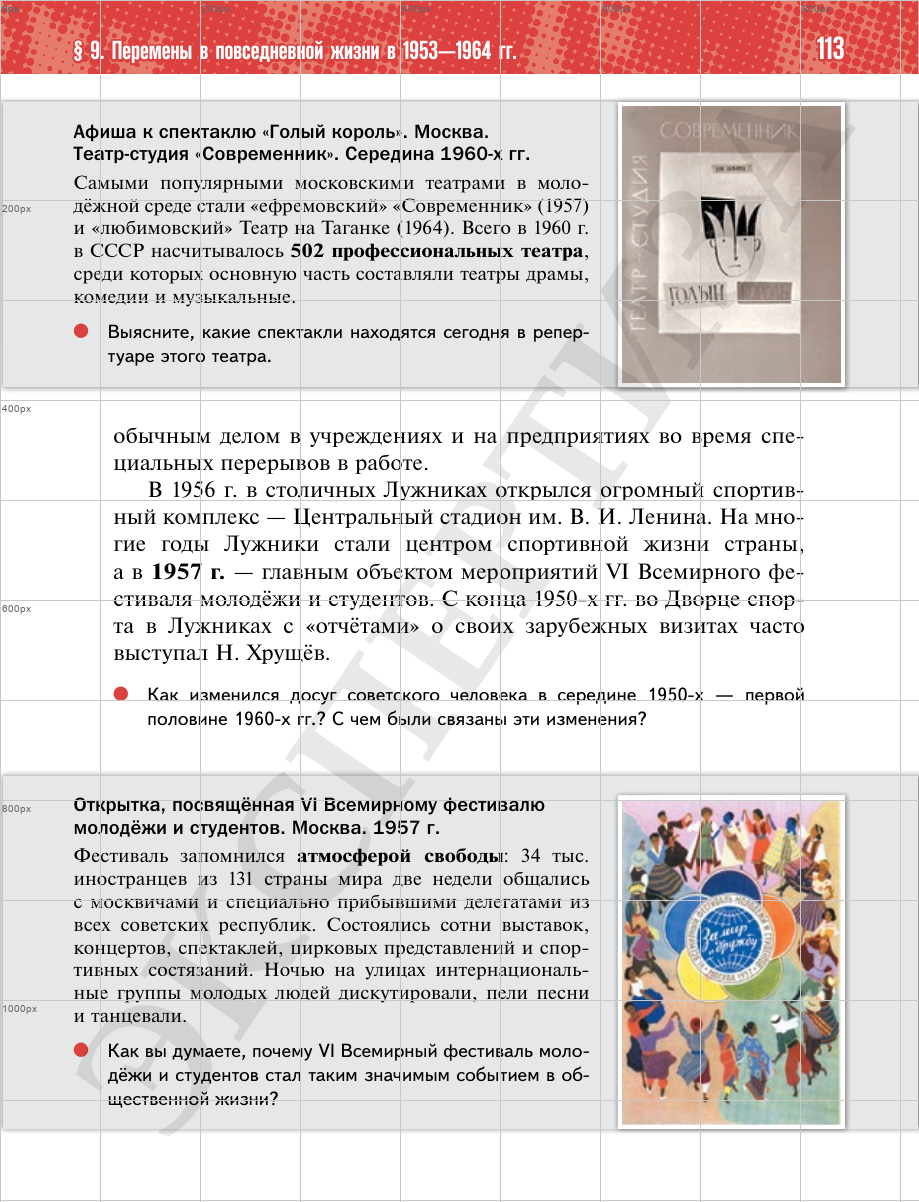 § 9. Перемены в повседневной жизни в 1953—1964 гг.
113
Афиша к спектаклю «Голый король». Москва.
Театр-студия «Современник». Середина 1960-х гг.
Самыми популярными московскими театрами в моло-
дёжной среде стали «ефремовский» «Современник» (1957)
и «любимовский» Театр на Таганке (1964). Всего в 1960 г.
в СССР насчитывалось 502 профессиональных театра,
среди которых основную часть составляли театры драмы,
комедии и музыкальные.
Выясните, какие спектакли находятся сегодня в репер-
туаре этого театра.
СОВРЕМЕННИК
ТЕАТР-СТУДИЯ
ГОЛЫЙ КОРОЛЬ
200px
400px
обычным делом в учреждениях и на предприятиях во время спе-
циальных перерывов в работе.
В 1956 г. в столичных Лужниках открылся огромный спортив-
ный комплекс — Центральный стадион им. В. И. Ленина. На мно-
гие годы Лужники стали центром спортивной жизни страны,
а в 1957 г. — главным объектом мероприятий VI Всемирного фе-
стиваля молодёжи и студентов. С конца 1950-х гг. во Дворце спор-
600px
та в Лужниках с «отчётами» о своих зарубежных визитах часто
выступал Н. Хрущёв.
Как изменился досуг советского человека в середине 1950-х — первой
половине 1960-х гг.? С чем были связаны эти изменения?
800px
Открытка, посвящённая VI Всемирному фестивалю
молодёжи и студентов. Москва. 1957 г.
Фестиваль запомнился атмосферой свободы: 34 тыс.
иностранцев из 131 страны мира две недели общались
с москвичами и специально прибывшими делегатами из
всех советских республик. Состоялись сотни выставок,
концертов, спектаклей, цирковых представлений и спор-
тивных состязаний. Ночью на улицах интернациональ-
ные группы молодых людей дискутировали, пели песни
и танцевали.
1000px
Как вы думаете, почему VI Всемирный фестиваль моло-
дёжи и студентов стал таким значимым событием в об-
щественной жизни?
За мир
и дружбу
МОСКВА 1957
ЭКСПЕРТИЗА